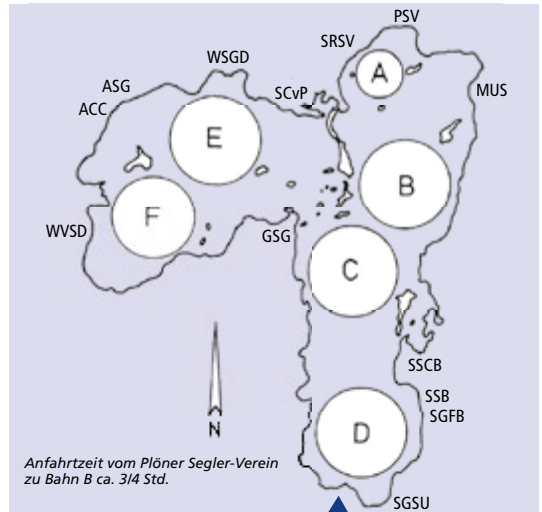 PSV
SRSV
A
WSGD
ASG
SCvP
MUS
ACC
E
B
F
WVSD
GSG
C
SSCB
SSB
SGFB
N
D
Anfahrtzeit vom Plöner Segler-Verein
zu Bahn B ca. 3/4 Std.
SGSU